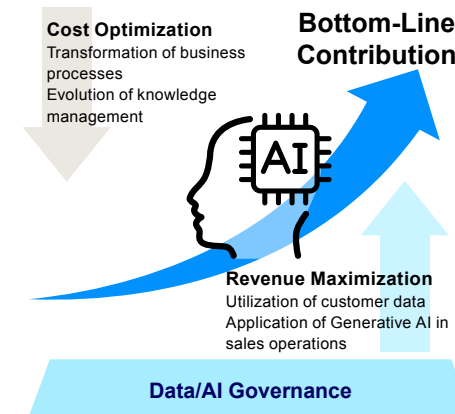 Cost Optimization
Transformation of business
processes
Evolution of knowledge
management
Bottom-Line
Contribution
AI
Revenue Maximization
Utilization of customer data
Application of Generative AI in
sales operations
Data/AI Governance